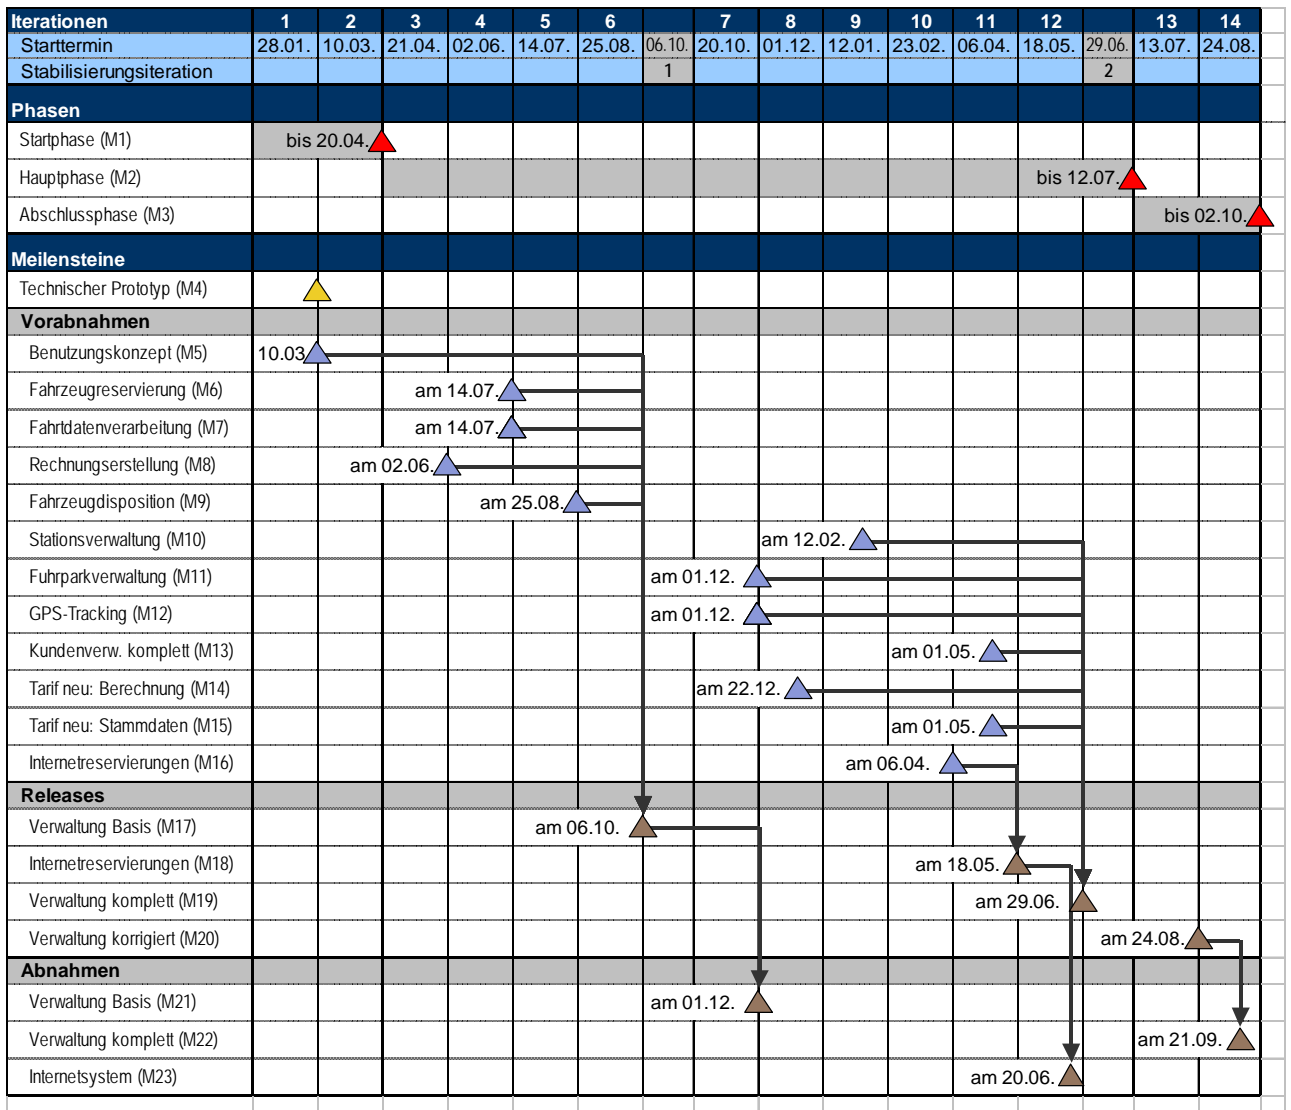 Iterationen 1 2 3 4 5 6 7 8 9 10 11 12 13 14
Starttermin 28.01. 10.03. 21.04. 02.06. 14.07. 25.08. 06.10. 20.10. 01.12. 12.01. 23.02. 06.04. 18.05. 29.06. 13.07. 24.08.
Stabilisierungsiteration 1 2
Phasen
Startphase (M1) bis 20.04.
Hauptphase (M2) bis 12.07.
Abschlussphase (M3) bis 02.10.
Meilensteine
Technischer Prototyp (M4)
Vorabnahmen
Benutzungskonzept (M5) 10.03.
Fahrzeugreservierung (M6) am 14.07.
Fahrtdatenverarbeitung (M7) am 14.07.
Rechnungserstellung (M8) am 02.06.
Fahrzeugdisposition (M9) am 25.08.
Stationsverwaltung (M10) am 12.02.
Fuhrparkverwaltung (M11) am 01.12.
GPS-Tracking (M12) am 01.12.
Kundenverw. komplett (M13) am 01.05.
Tarif neu: Berechnung (M14) am 22.12.
Tarif neu: Stammdaten (M15) am 01.05.
Internetreservierungen (M16) am 06.04.
Releases
Verwaltung Basis (M17) am 06.10.
Internetreservierungen (M18) am 18.05.
Verwaltung komplett (M19) am 29.06.
Verwaltung korrigiert (M20) am 24.08.
Abnahmen
Verwaltung Basis (M21) am 01.12.
Verwaltung komplett (M22) am 21.09.
Internetsystem (M23) am 20.06.